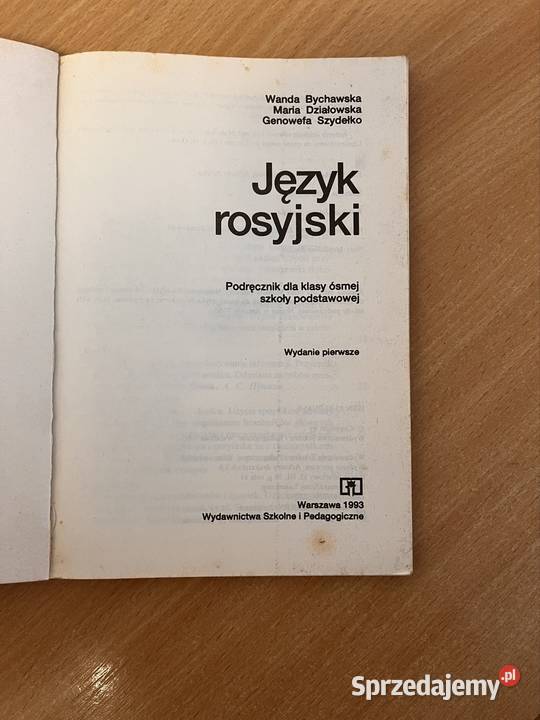 Wanda Bychawska
Maria Działowska
Genowefa Szydełko
Język
rosyjski
Podręcznik dla klasy ósmej
szkoły podstawowej
Wydanie pierwsze
Warszawa 1993
Wydawnictwa Szkolne i Pedagogiczne
Sprzedajemy.pl